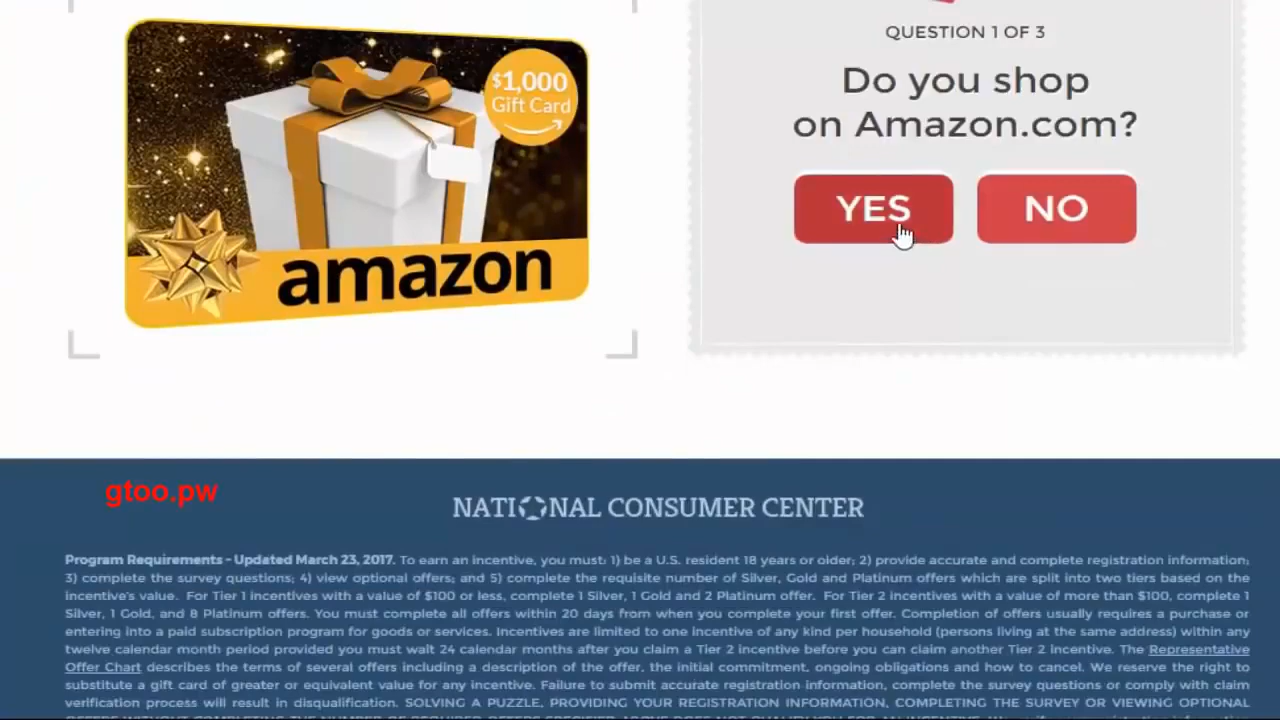 $1,000
Gift Card
amazon
QUESTION 1 OF 3
Do you shop
on Amazon.com?
YES NO
gtoo.pw
NATIONAL CONSUMER CENTER
Program Requirements - Updated March 23, 2017. To earn an incentive, you must: 1) be a U.S. resident 18 years or older; 2) provide accurate and complete registration information;
3) complete the survey questions; 4) view optional offers; and 5) complete the requisite number of Silver, Gold and Platinum offers which are split into two tiers based on the
incentive's value. For Tier 1 incentives with a value of $100 or less, complete 1 Silver, 1 Gold and 2 Platinum offer. For Tier 2 incentives with a value of more than $100, complete 1
Silver, 1 Gold, and 8 Platinum offers. You must complete all offers within 20 days from when you complete your first offer. Completion of offers usually requires a purchase or
entering into a paid subscription program for goods or services. Incentives are limited to one incentive of any kind per household (persons living at the same address) within any
twelve calendar month period provided you must wait 24 calendar months after you claim a Tier 2 incentive before you can claim another Tier 2 incentive. The Representative
Offer Chart describes the terms of several offers including a description of the offer, the initial commitment, ongoing obligations and how to cancel. We reserve the right to
substitute a gift card of greater or equivalent value for any incentive. Failure to submit accurate registration information, complete the survey questions or comply with claim
verification process will result in disqualification. SOLVING A PUZZLE, PROVIDING YOUR REGISTRATION INFORMATION, COMPLETING THE SURVEY OR VIEWING OPTIONAL